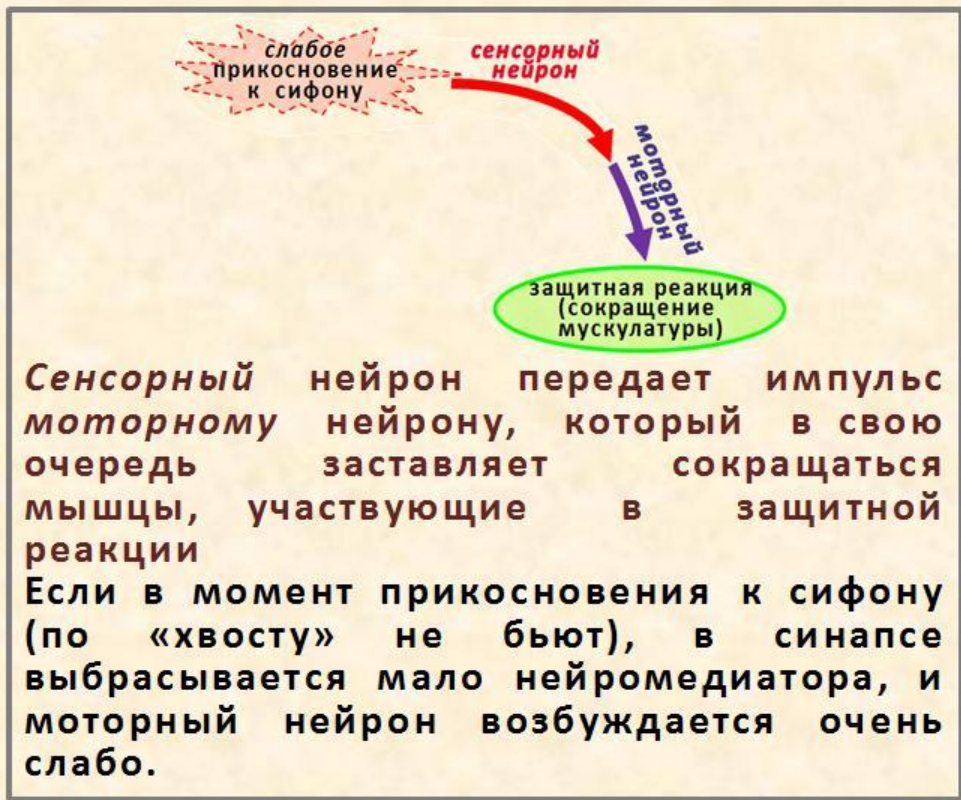 слабое
прикосновение
к сифону
сенсорный
нейрон
моторный
нейрон
защитная реакция
(сокращение
мускулатуры)
Сенсорный нейрон передает импульс
моторному нейрону, который в свою
очередь заставляет сокращаться
мышцы, участвующие в защитной
реакции
Если в момент прикосновения к сифону
(по «хвосту» не бьют), в синапсе
выбрасывается мало нейромедиатора, и
моторный нейрон возбуждается очень
слабо.